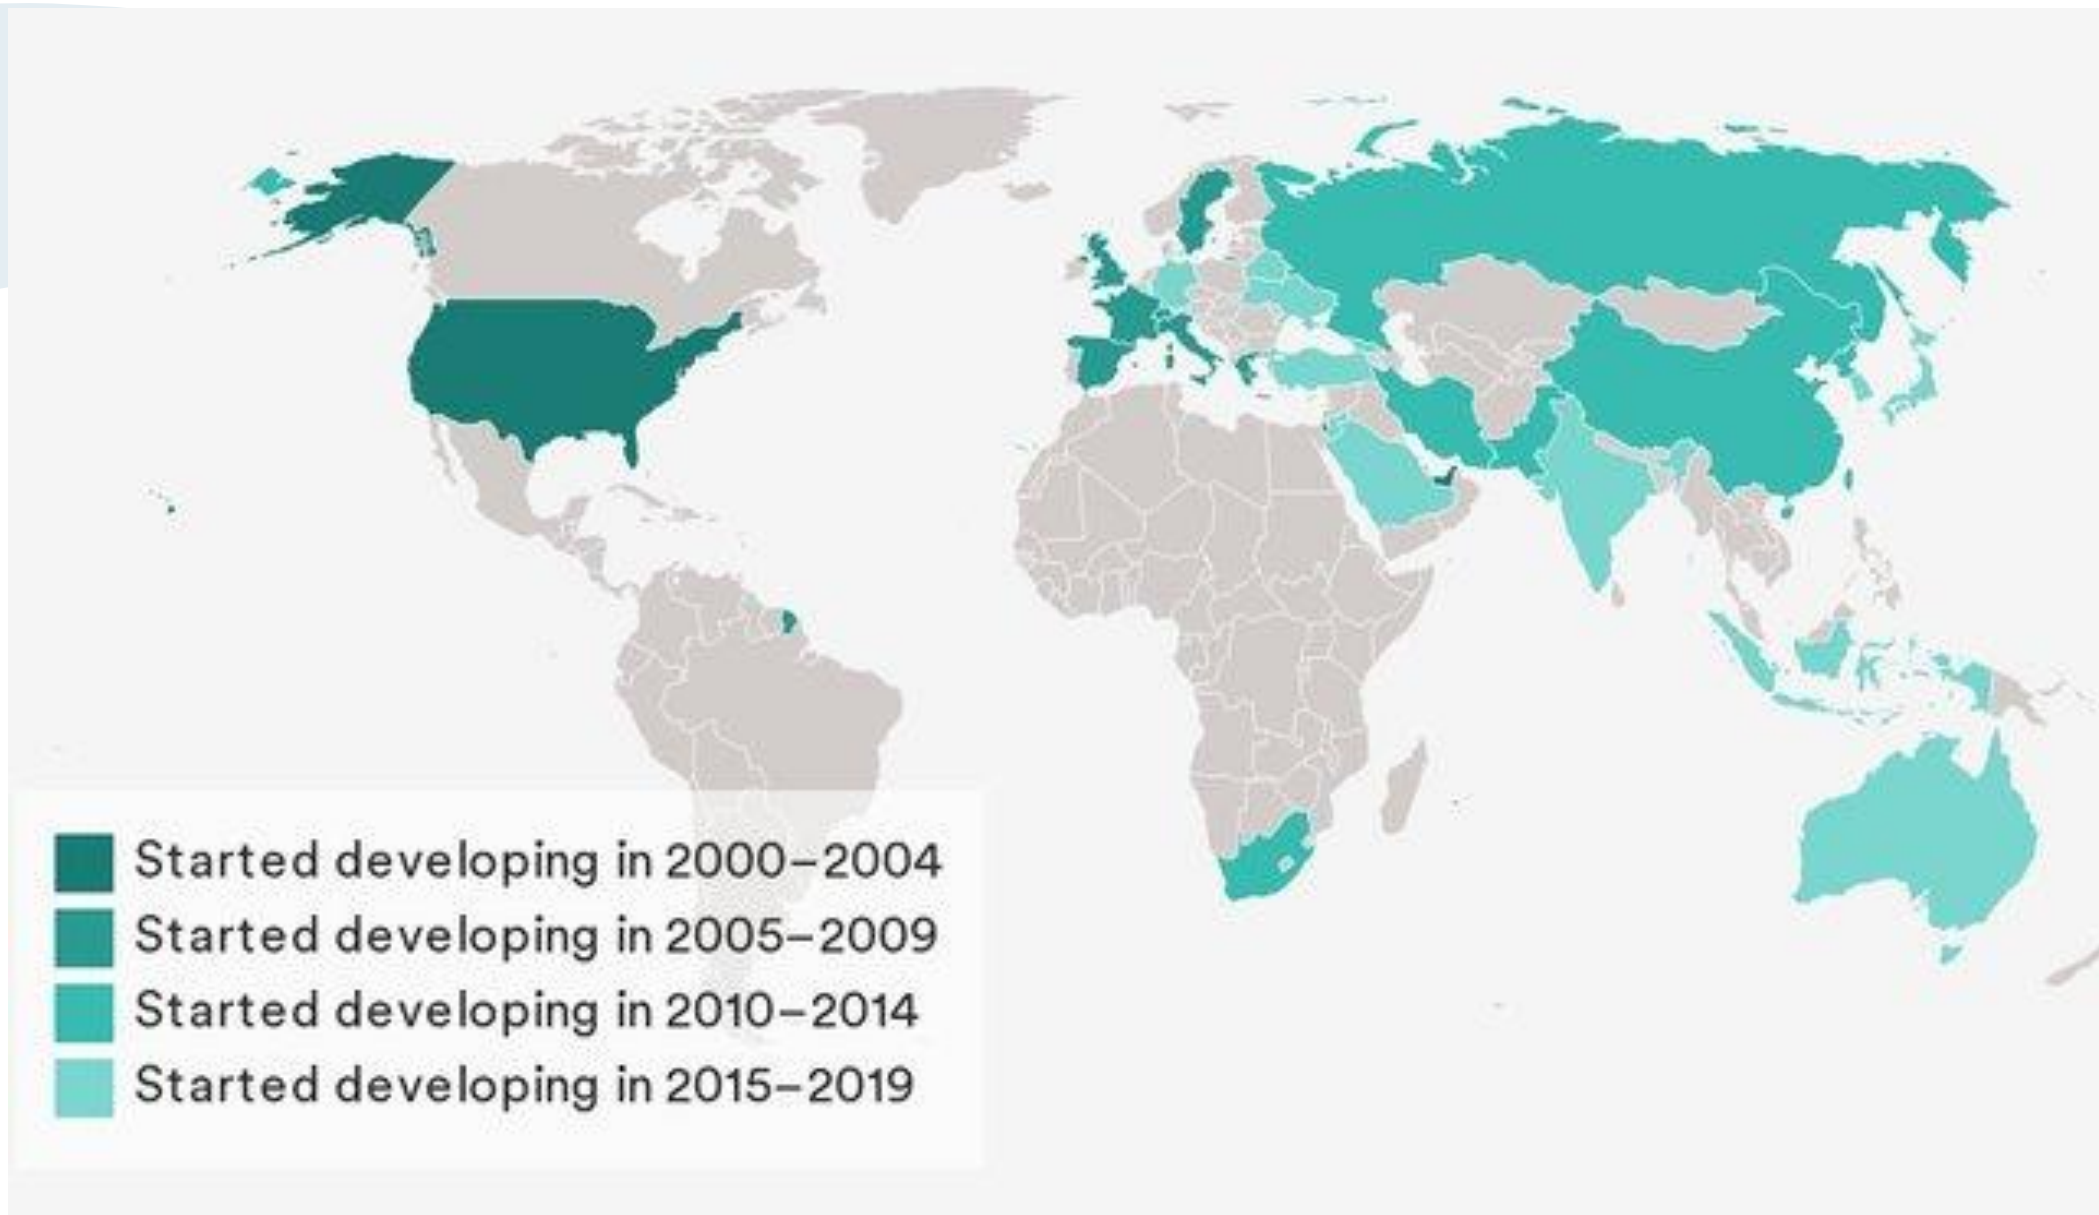 Started developing in 2000–2004
Started developing in 2005–2009
Started developing in 2010–2014
Started developing in 2015–2019